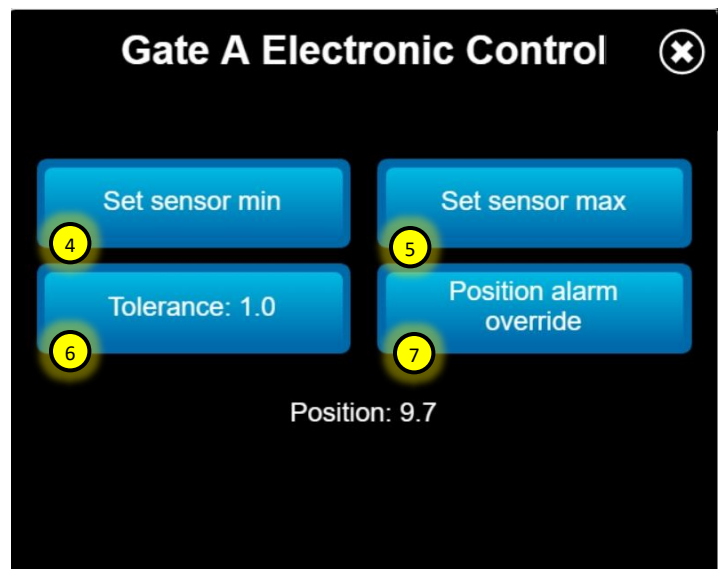 Gate A Electronic Control
Set sensor min
Set sensor max
4
5
Tolerance: 1.0
Position alarm
override
6
7
Position: 9.7